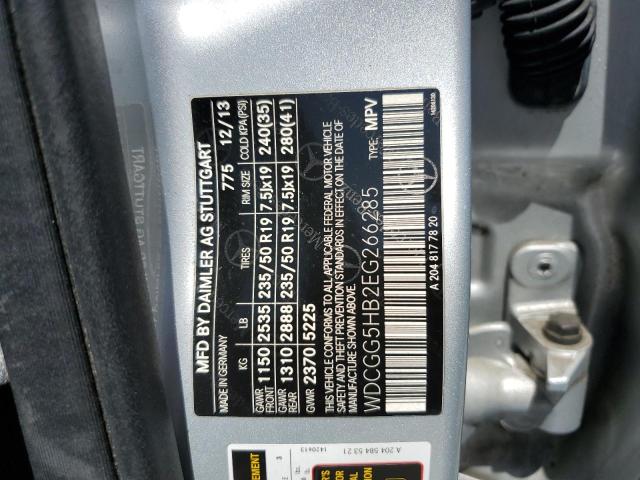 MFD BY DAIMLER AG STUTTGART
MADE IN GERMANY 775 12/13
KG LB TIRES RIM SIZE COLD KPA(PSI)
GAWR FRONT 1150 2535 235/50 R19 7.5Jx19 240(35)
GAWR REAR 1310 2888 235/50 R19 7.5Jx19 280(41)
GVWR 2370 5225
THIS VEHICLE CONFORMS TO ALL APPLICABLE FEDERAL MOTOR VEHICLE
SAFETY AND THEFT PREVENTION STANDARDS IN EFFECT ON THE DATE OF
MANUFACTURE SHOWN ABOVE.
WDCGG5HB2EG266285 TYPE: MPV
A 204 817 78 20
A 204 584 53 21
1420613